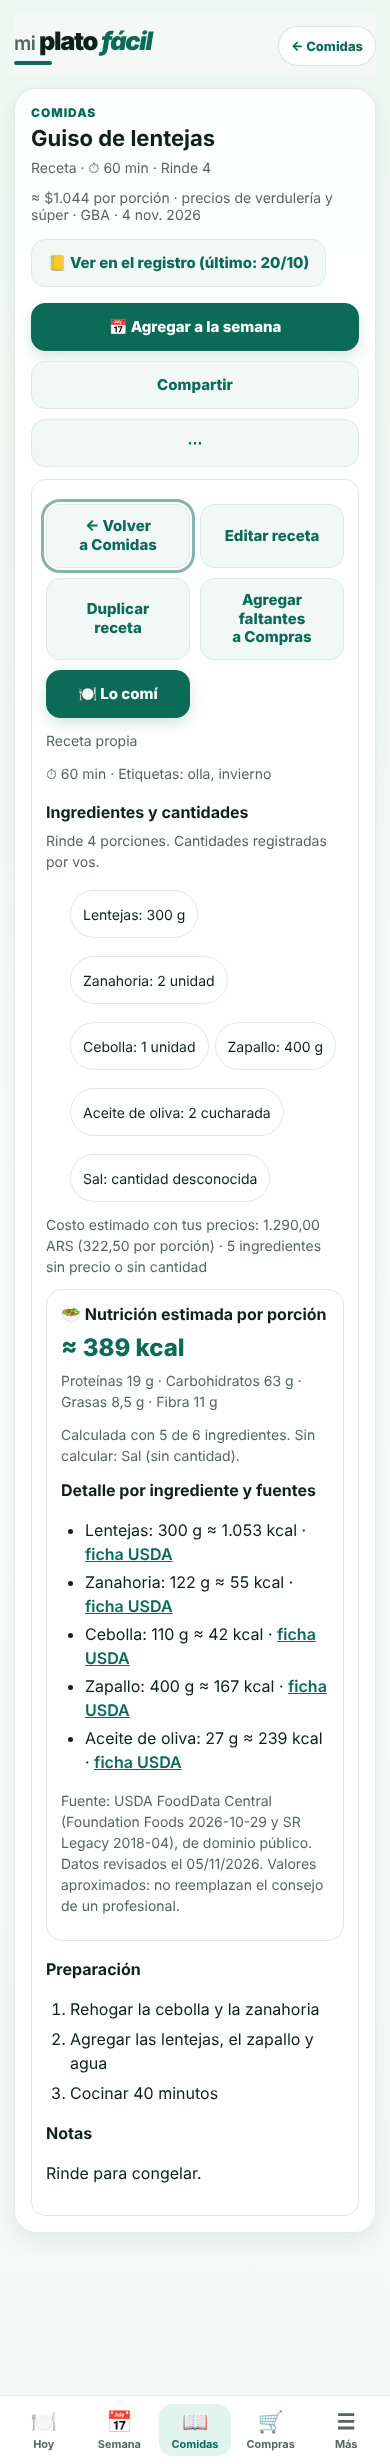 mi plato fácil
← Comidas
COMIDAS
Guiso de lentejas
Receta · ⏱ 60 min · Rinde 4
≈ $1.044 por porción · precios de verdulería y
súper · GBA · 4 nov. 2026
📒 Ver en el registro (último: 20/10)
📅 Agregar a la semana
Compartir
⋯
← Volver
a Comidas
Editar receta
Duplicar
receta
Agregar
faltantes
a Compras
🍽️ Lo comí
Receta propia
⏱ 60 min · Etiquetas: olla, invierno
Ingredientes y cantidades
Rinde 4 porciones. Cantidades registradas
por vos.
Lentejas: 300 g
Zanahoria: 2 unidad
Cebolla: 1 unidad
Zapallo: 400 g
Aceite de oliva: 2 cucharada
Sal: cantidad desconocida
Costo estimado con tus precios: 1.290,00
ARS (322,50 por porción) · 5 ingredientes
sin precio o sin cantidad
🥗 Nutrición estimada por porción
≈ 389 kcal
Proteínas 19 g · Carbohidratos 63 g ·
Grasas 8,5 g · Fibra 11 g
Calculada con 5 de 6 ingredientes. Sin
calcular: Sal (sin cantidad).
Detalle por ingrediente y fuentes
• Lentejas: 300 g ≈ 1.053 kcal ·
ficha USDA
• Zanahoria: 122 g ≈ 55 kcal ·
ficha USDA
• Cebolla: 110 g ≈ 42 kcal · ficha
USDA
• Zapallo: 400 g ≈ 167 kcal · ficha
USDA
• Aceite de oliva: 27 g ≈ 239 kcal
· ficha USDA
Fuente: USDA FoodData Central
(Foundation Foods 2026-10-29 y SR
Legacy 2018-04), de dominio público.
Datos revisados el 05/11/2026. Valores
aproximados: no reemplazan el consejo
de un profesional.
Preparación
1. Rehogar la cebolla y la zanahoria
2. Agregar las lentejas, el zapallo y
agua
3. Cocinar 40 minutos
Notas
Rinde para congelar.
Hoy
Semana
Comidas
Compras
Más